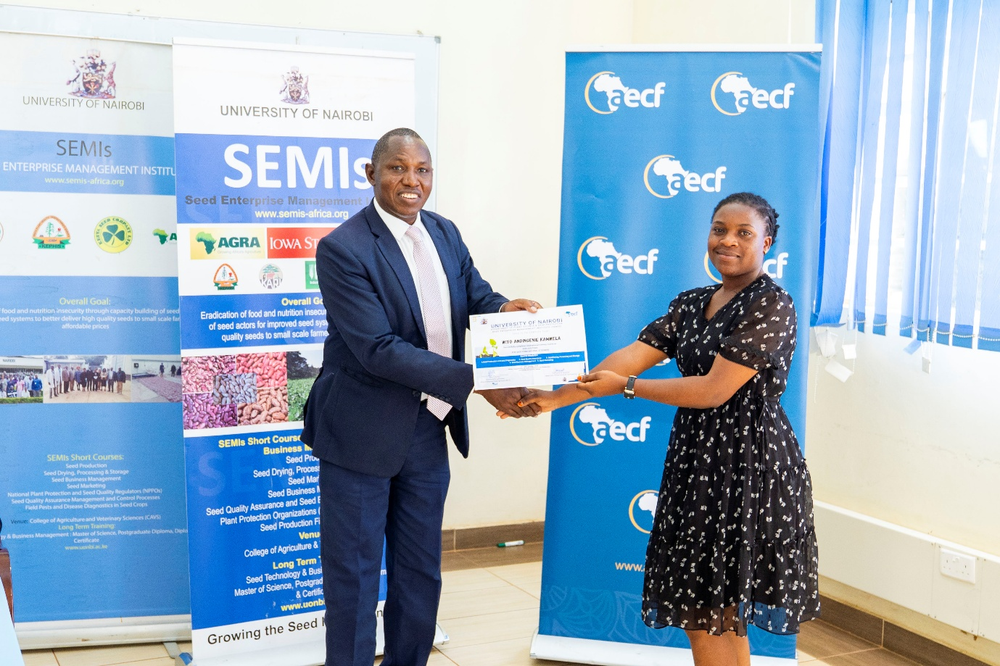 UNIVERSITY OF NAIROBI
SEMIs
ENTERPRISE MANAGEMENT INSTITU
www.semis-africa.org
KEPHIS
Overall Goal:
of food and nutrition insecurity through capacity building of seed
eed systems to better deliver high quality seeds to small scale farm
affordable prices
SEMIs Short Courses:
Seed Production
Seed Drying, Processing & Storage
Seed Business Management
Seed Marketing
National Plant Protection and Seed Quality Regulators (NPPOs)
Seed Quality Assurance Management and Control Processes
Field Pests and Disease Diagnostics in Seed Crops
Venue: College of Agriculture and Veterinary Sciences (CAVS)
Long Term Training:
y & Business Management : Master of Science, Postgraduate Diploma, Diplo
Certificate
www.uonbi.ac.ke
UNIVERSITY OF NAIROBI
SEMIs
Seed Enterprise Management
www.semis-africa.org
AGRA
IOWA ST
KARI
Overall Go
Eradication of food and nutrition insecurity
of seed actors for improved seed syst
quality seeds to small scale farme
SEMIs Short Course
Business M
Seed Pro
Seed Drying, Process
Seed Mar
Seed Business M
Seed Quality Assurance and Seed
Plant Protection Organizations (
Seed Production Fi
Venue
College of Agriculture &
Long Term T
Seed Technology & Busi
Master of Science, Postgrad
& Certific
www.uonbi
Growing the Seed
UNIVERSITY OF NAIROBI
WITO ANDINGENIE KAMWELA
aecf
aecf
aecf
aecf
aecf
ecf
www.a